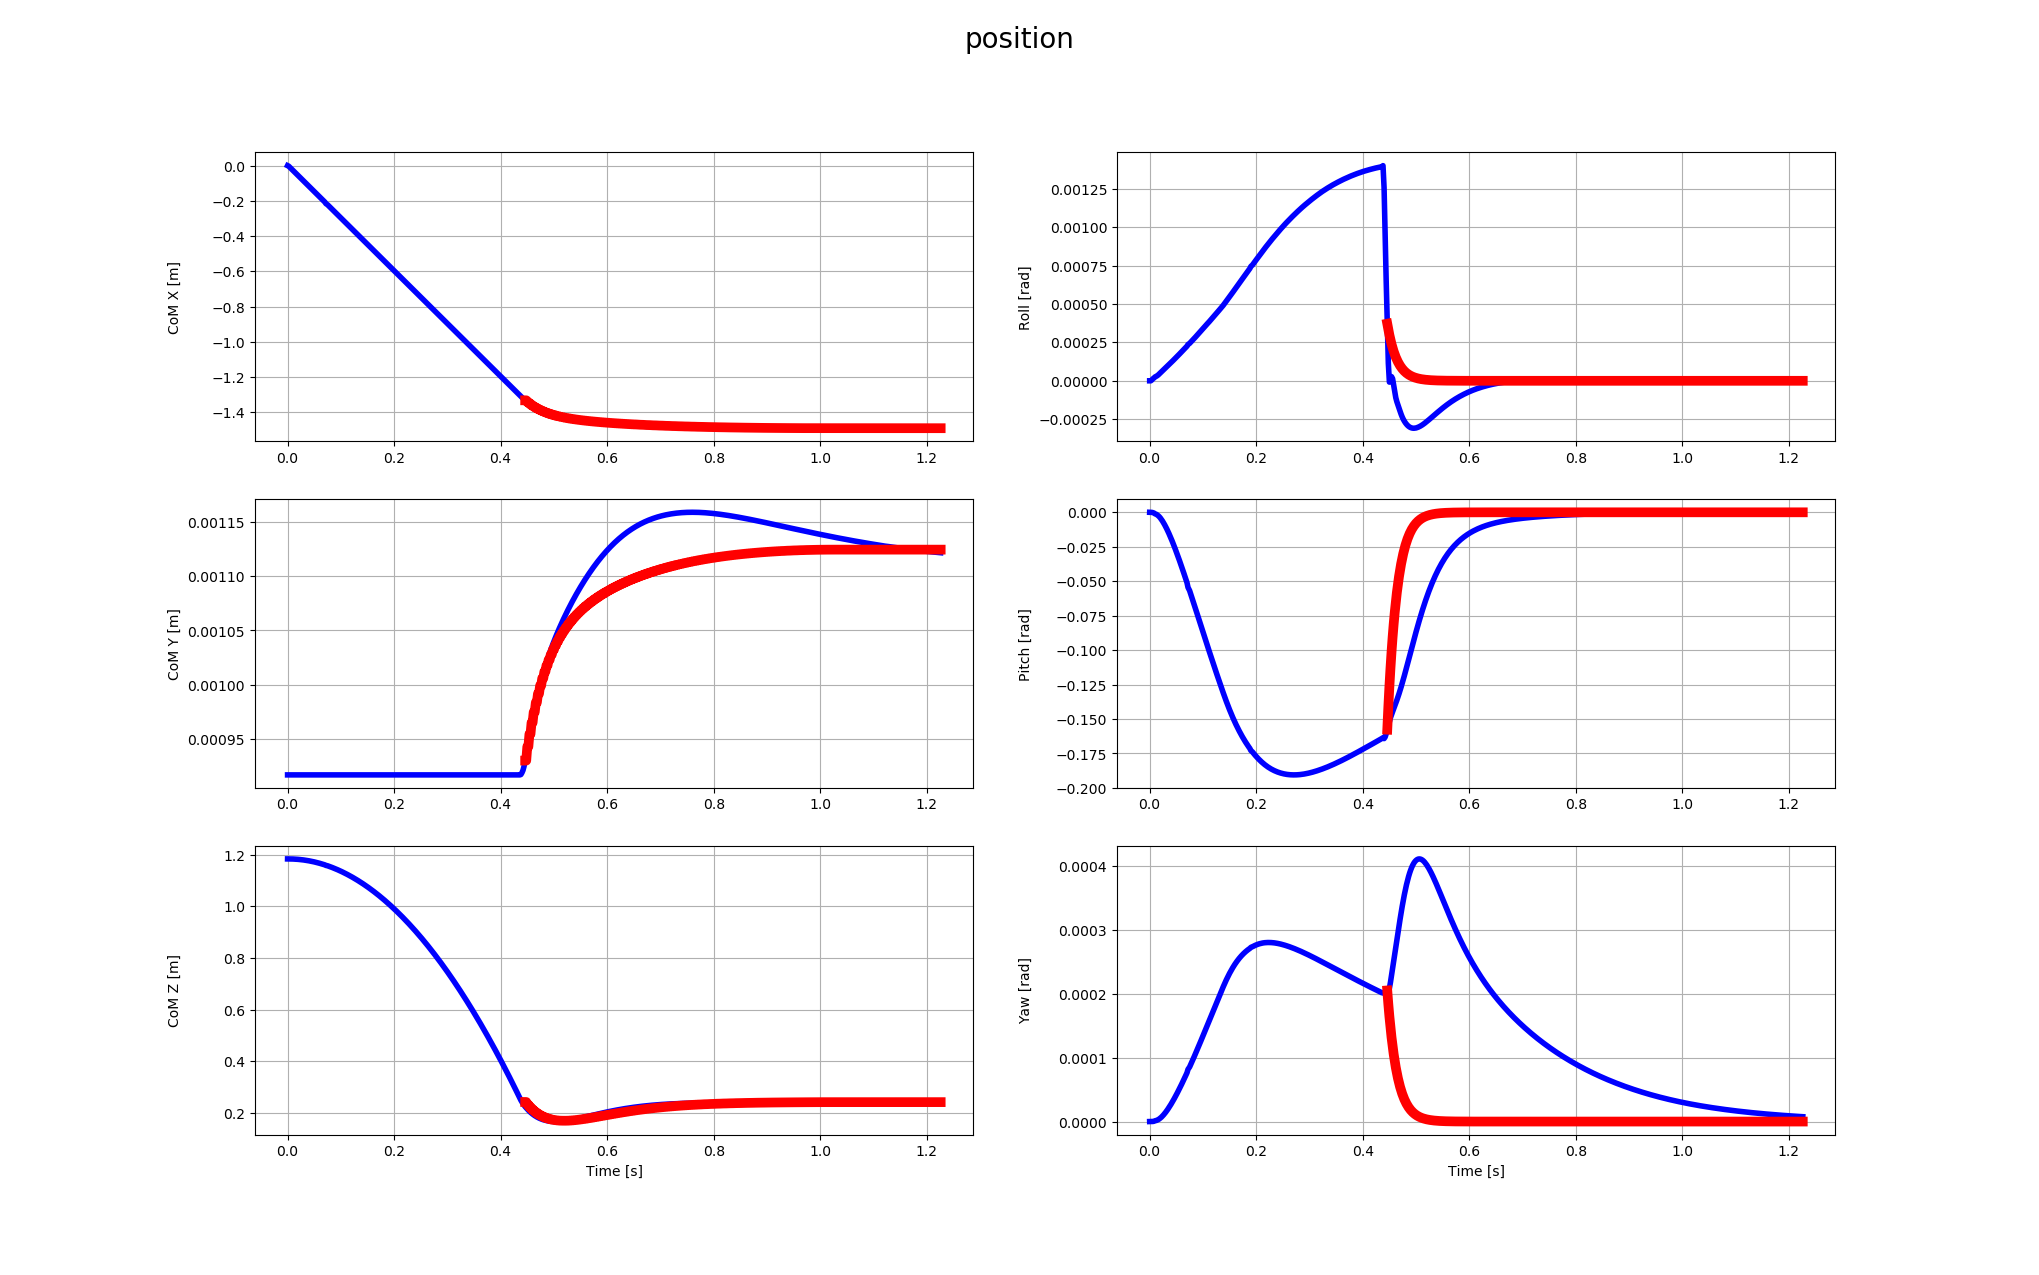 position
CoM X [m]
0.0
−0.2
−0.4
−0.6
−0.8
−1.0
−1.2
−1.4
0.0 0.2 0.4 0.6 0.8 1.0 1.2
Roll [rad]
0.00125
0.00100
0.00075
0.00050
0.00025
0.00000
−0.00025
0.0 0.2 0.4 0.6 0.8 1.0 1.2
CoM Y [m]
0.00115
0.00110
0.00105
0.00100
0.00095
0.0 0.2 0.4 0.6 0.8 1.0 1.2
Pitch [rad]
0.000
−0.025
−0.050
−0.075
−0.100
−0.125
−0.150
−0.175
−0.200
0.0 0.2 0.4 0.6 0.8 1.0 1.2
CoM Z [m]
1.2
1.0
0.8
0.6
0.4
0.2
0.0 0.2 0.4 0.6 0.8 1.0 1.2
Time [s]
Yaw [rad]
0.0004
0.0003
0.0002
0.0001
0.0000
0.0 0.2 0.4 0.6 0.8 1.0 1.2
Time [s]